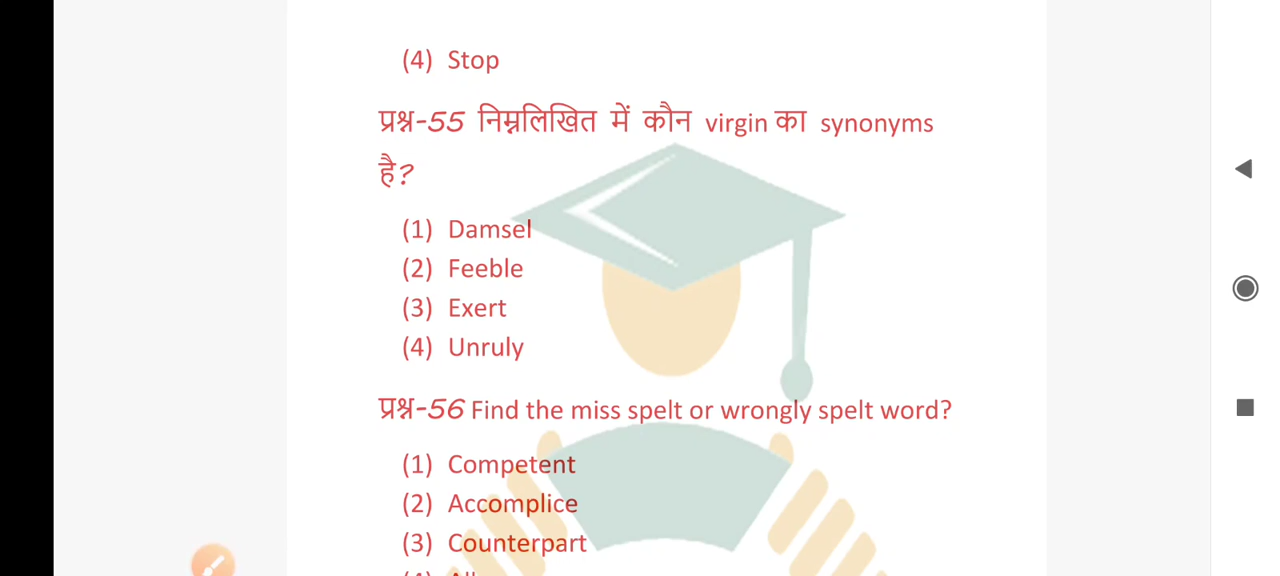 (4) Stop
प्रश्न-55 निम्नलिखित में कौन virgin का synonyms
है?
(1) Damsel
(2) Feeble
(3) Exert
(4) Unruly
प्रश्न-56 Find the miss spelt or wrongly spelt word?
(1) Competent
(2) Accomplice
(3) Counterpart
(4)